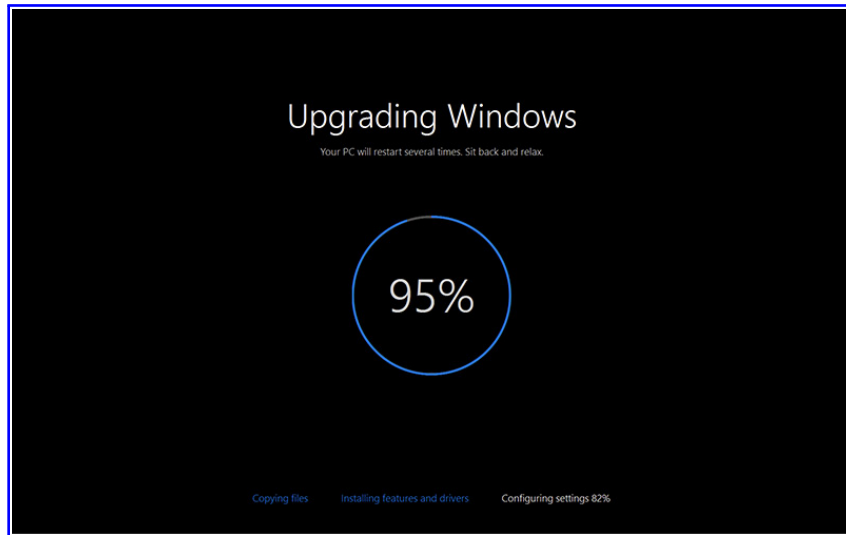 Upgrading Windows
Your PC will restart several times. Sit back and relax.
95%
Copying files Installing features and drivers Configuring settings 82%